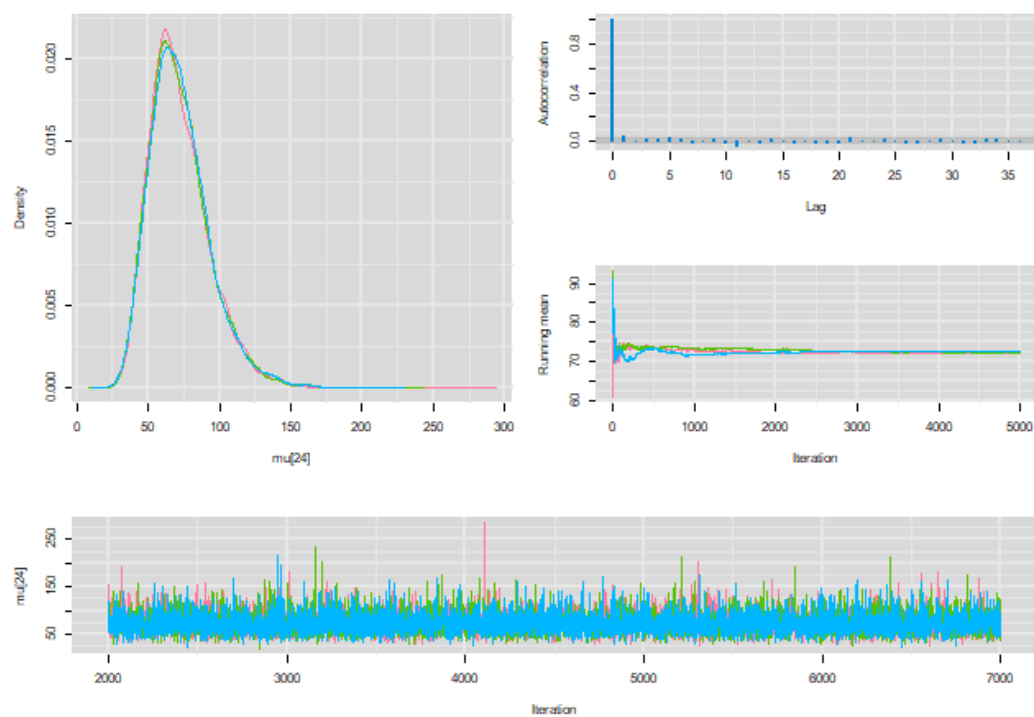 Density
0.000 0.005 0.010 0.015 0.020
0 50 100 150 200 250 300
mu[24]
Autocorrelation
0.0 0.4 0.8
0 5 10 15 20 25 30 35
Lag
Running mean
60 70 80 90
0 1000 2000 3000 4000 5000
Iteration
mu[24]
50 150 250
2000 3000 4000 5000 6000 7000
Iteration